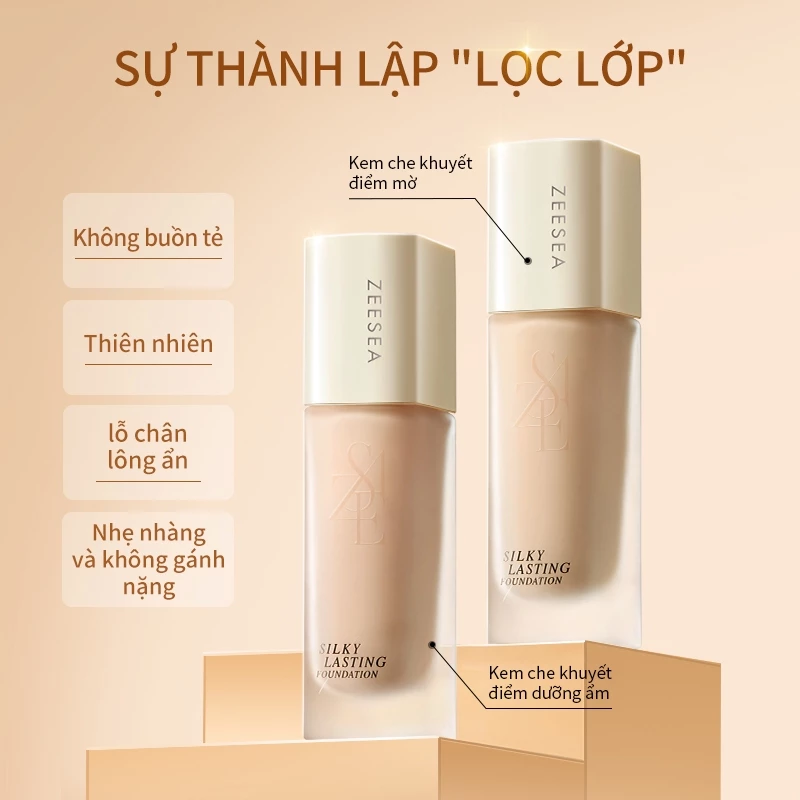 SỰ THÀNH LẬP "LỌC LỚP"
Kem che khuyết
điểm mờ
Không buồn tẻ
Thiên nhiên
lỗ chân
lông ẩn
Nhẹ nhàng
và không gánh
nặng
ZEESEA
ZEESEA
SILKY
LASTING
FOUNDATION
SILKY
LASTING
FOUNDATION
Kem che khuyết
điểm dưỡng ẩm